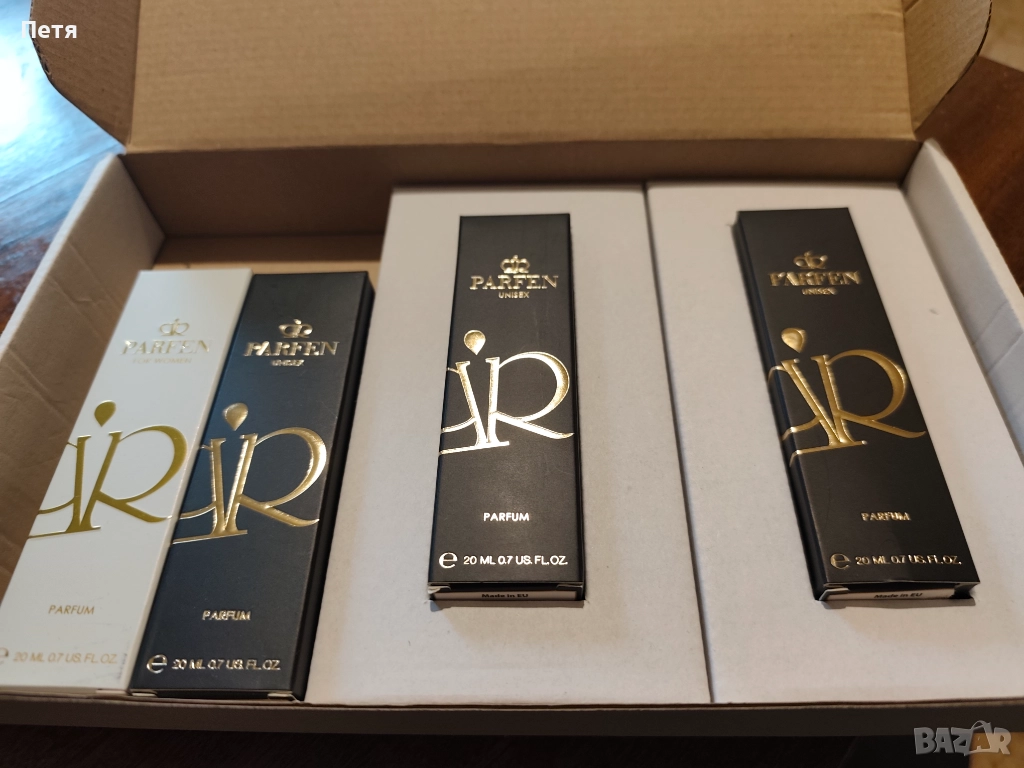 Петя
PARFEN
FOR WOMEN
PARFUM
e 20 ML 0.7 US. FL. OZ.
PARFEN
UNISEX
PARFUM
e 20 ML 0.7 US. FL. OZ.
PARFEN
UNISEX
PARFUM
e 20 ML 0.7 US. FL. OZ.
Made in EU
PARFEN
UNISEX
PARFUM
e 20 ML 0.7 US. FL. OZ.
Made in EU
BAZAR